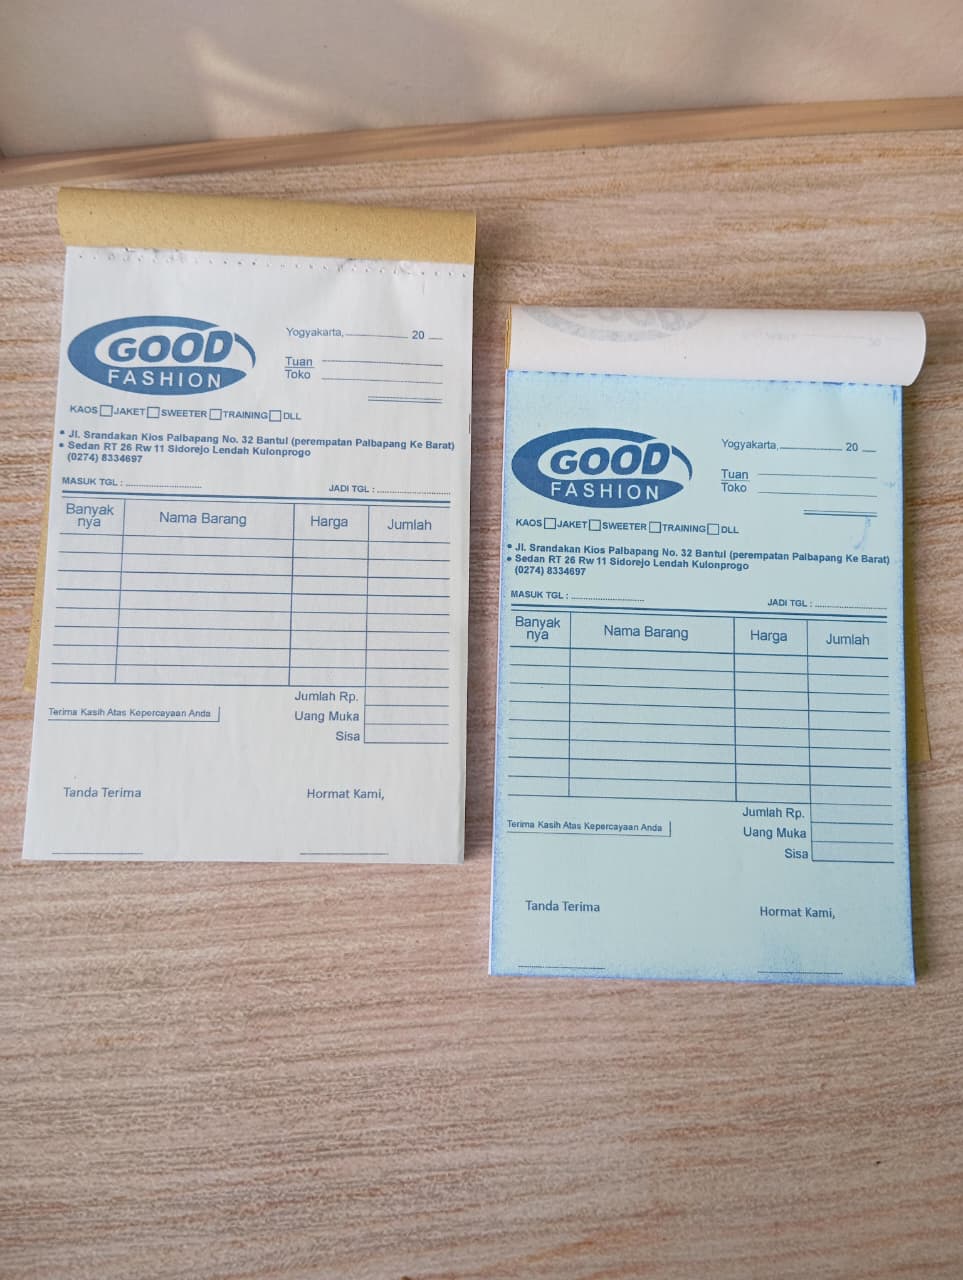 GOOD
FASHION
Yogyakarta, 20
Tuan
Toko
KAOS JAKET SWEETER TRAINING DLL
• Jl. Srandakan Kios Palbapang No. 32 Bantul (perempatan Palbapang Ke Barat)
• Sedan RT 26 Rw 11 Sidorejo Lendah Kulonprogo
(0274) 8334697
MASUK TGL : JADI TGL :
Banyak nya Nama Barang Harga Jumlah
Jumlah Rp.
Terima Kasih Atas Kepercayaan Anda Uang Muka
Sisa
Tanda Terima Hormat Kami,
GOOD
FASHION
Yogyakarta, 20
Tuan
Toko
KAOS JAKET SWEETER TRAINING DLL
• Jl. Srandakan Kios Palbapang No. 32 Bantul (perempatan Palbapang Ke Barat)
• Sedan RT 26 Rw 11 Sidorejo Lendah Kulonprogo
(0274) 8334697
MASUK TGL : JADI TGL :
Banyak nya Nama Barang Harga Jumlah
Jumlah Rp.
Terima Kasih Atas Kepercayaan Anda Uang Muka
Sisa
Tanda Terima Hormat Kami,